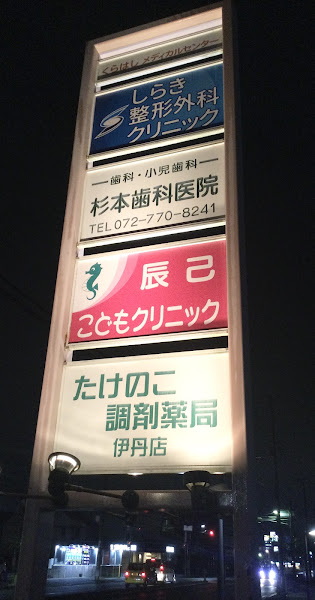 くらはし メディカルセンター
しらき
整形外科
クリニック
歯科・小児歯科
杉本歯科医院
TEL 072-770-8241
辰己
こどもクリニック
たけのこ
調剤薬局
伊丹店